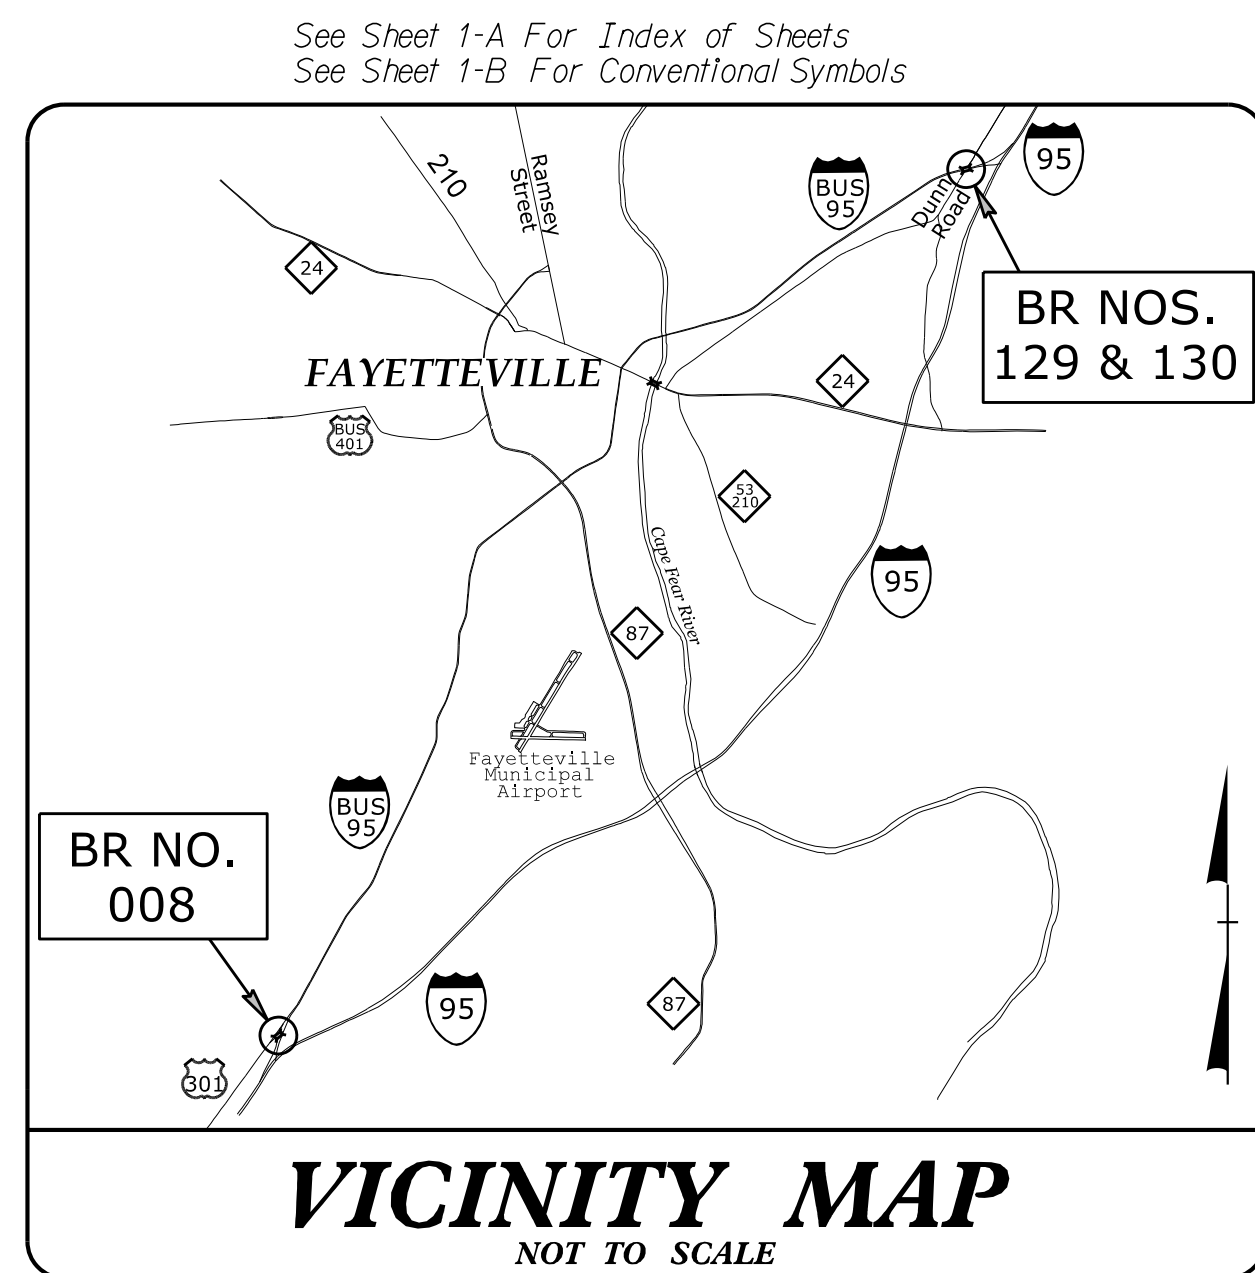 See Sheet 1-A For Index of Sheets
See Sheet 1-B For Conventional Symbols
210
Ramsey
Street
BUS
95
95
Dunn
Road
24
BR NOS.
129 & 130
FAYETTEVILLE
24
BUS
401
53
210
Cape Fear River
95
87
Fayetteville
Municipal
Airport
BUS
95
BR NO.
008
95
87
301
VICINITY MAP
NOT TO SCALE